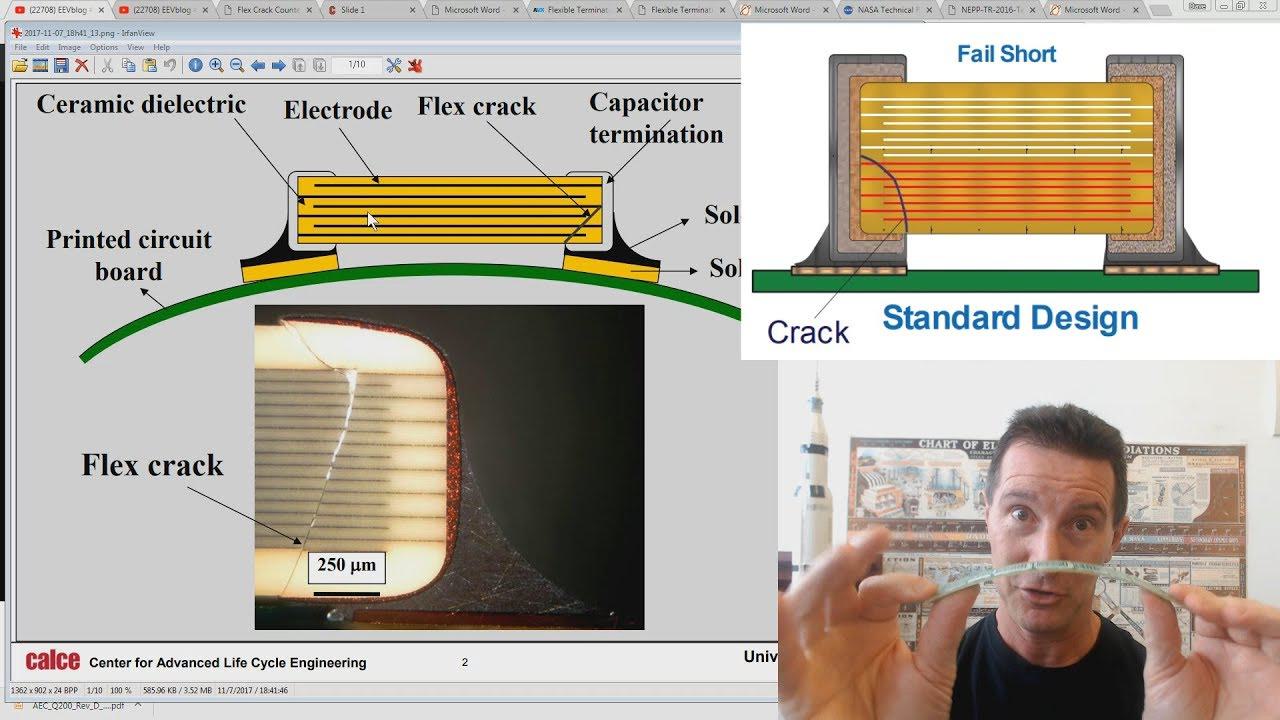 (22708) EEVblog
(22708) EEVblog
Flex Crack Counte
Slide 1
Microsoft Word -
AVX
Flexible Terminat
Flexible Terminat
Microsoft Word
NASA Technical R
NEPP-TR-2016-T
Microsoft Word -
Dave
2017-11-07_18h41_13.png - IrfanView
File Edit Image Options View Help
1/10
Ceramic dielectric
Electrode
Flex crack
Capacitor
termination
Printed circuit
board
Sol
Sol
Flex crack
250 µm
calce Center for Advanced Life Cycle Engineering
2
Univ
1362 x 902 x 24 BPP 1/10 100 % 585.96 KB / 3.52 MB 11/7/2017 / 18:41:46
AEC_Q200_Rev_D_....pdf
Fail Short
Crack
Standard Design
CHART OF EL
DIATIONS